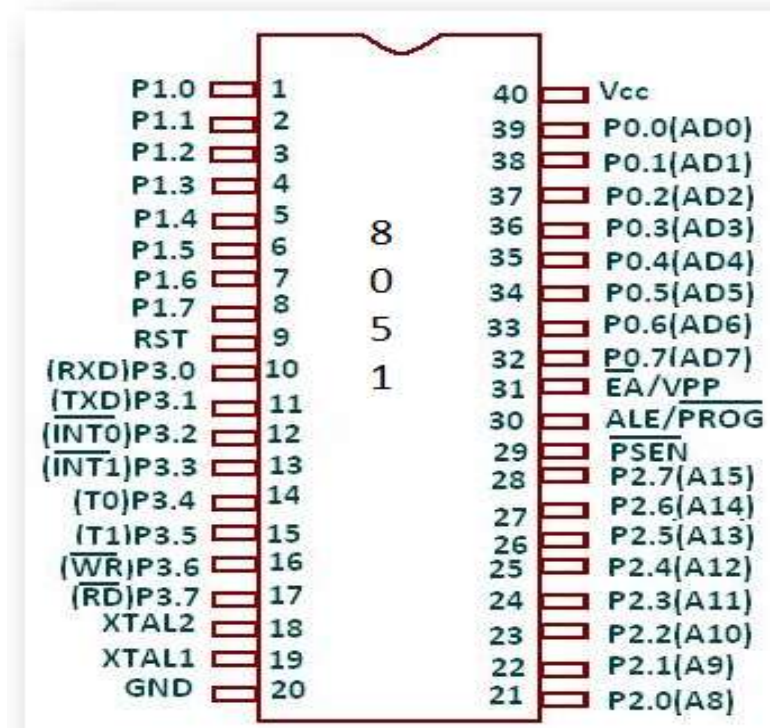 P1.0 1
P1.1 2
P1.2 3
P1.3 4
P1.4 5
P1.5 6
P1.6 7
P1.7 8
RST 9
(RXD)P3.0 10
(TXD)P3.1 11
(INT0)P3.2 12
(INT1)P3.3 13
(T0)P3.4 14
(T1)P3.5 15
(WR)P3.6 16
(RD)P3.7 17
XTAL2 18
XTAL1 19
GND 20
8
0
5
1
40 Vcc
39 P0.0(AD0)
38 P0.1(AD1)
37 P0.2(AD2)
36 P0.3(AD3)
35 P0.4(AD4)
34 P0.5(AD5)
33 P0.6(AD6)
32 P0.7(AD7)
31 EA/VPP
30 ALE/PROG
29 PSEN
28 P2.7(A15)
27 P2.6(A14)
26 P2.5(A13)
25 P2.4(A12)
24 P2.3(A11)
23 P2.2(A10)
22 P2.1(A9)
21 P2.0(A8)